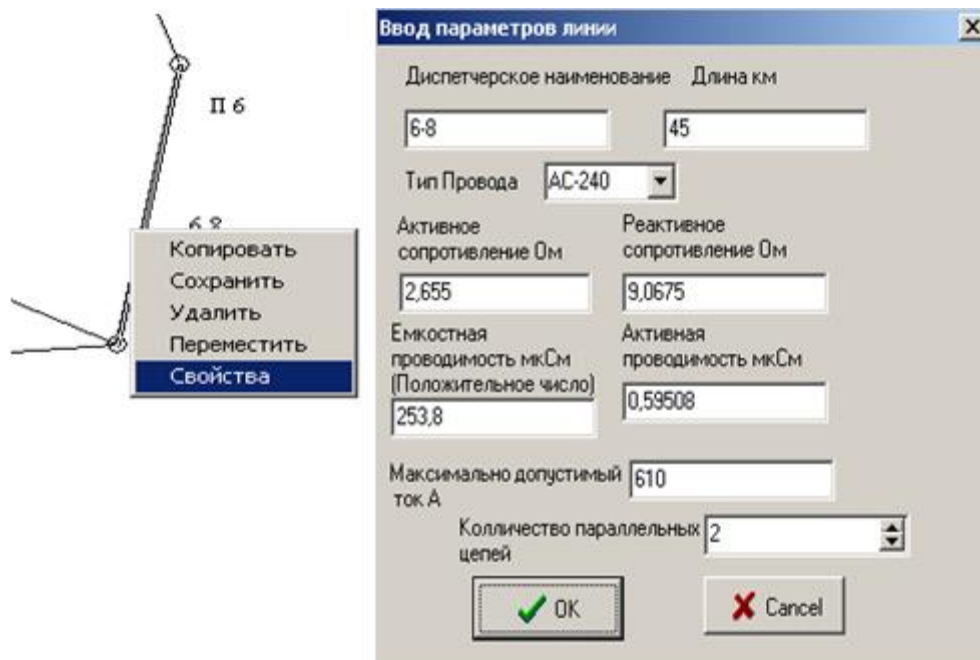 П 6
6 8
Копировать
Сохранить
Удалить
Переместить
Свойства
Ввод параметров линии
Диспетчерское наименование Длина км
6-8 45
Тип Провода АС-240
Активное
сопротивление Ом
Реактивное
сопротивление Ом
2,655 9,0675
Емкостная
проводимость мкСм
(Положительное число)
Активная
проводимость мкСм
253,8
0,59508
Максимально допустимый
ток А
610
Колличество параллельных
цепей
2
OK Cancel